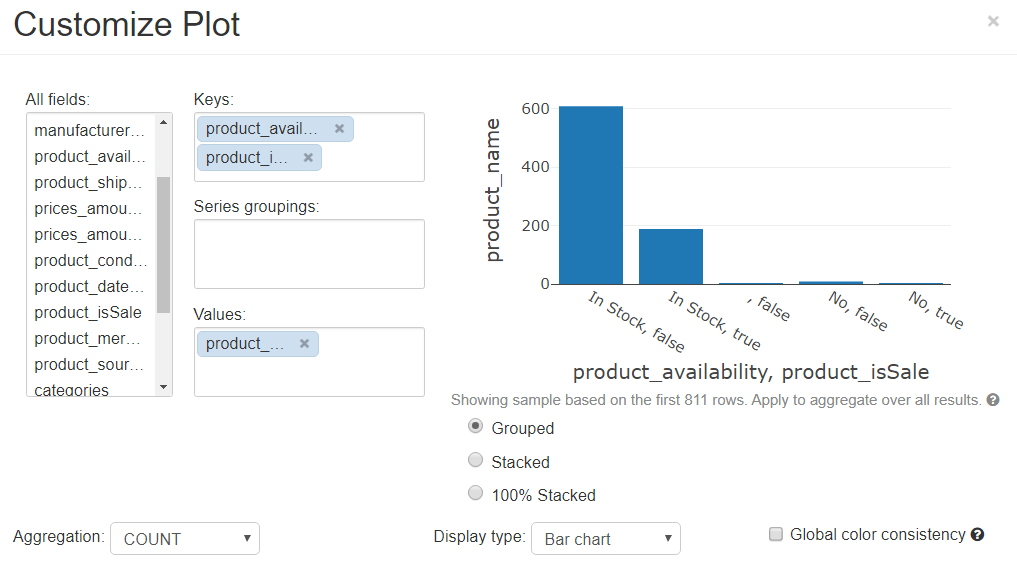 Customize Plot ×
All fields:
manufacturer...
product_avail...
product_ship...
prices_amou...
prices_amou...
product_cond...
product_date...
product_isSale
product_mer...
product_sour...
categories
Keys:
product_avail... ×
product_i... ×
Series groupings:
Values:
product_... ×
product_name
600
400
200
0
In Stock, false
In Stock, true
, false
No, false
No, true
product_availability, product_isSale
Showing sample based on the first 811 rows. Apply to aggregate over all results. ?
Grouped
Stacked
100% Stacked
Aggregation: COUNT
Display type: Bar chart
Global color consistency ?